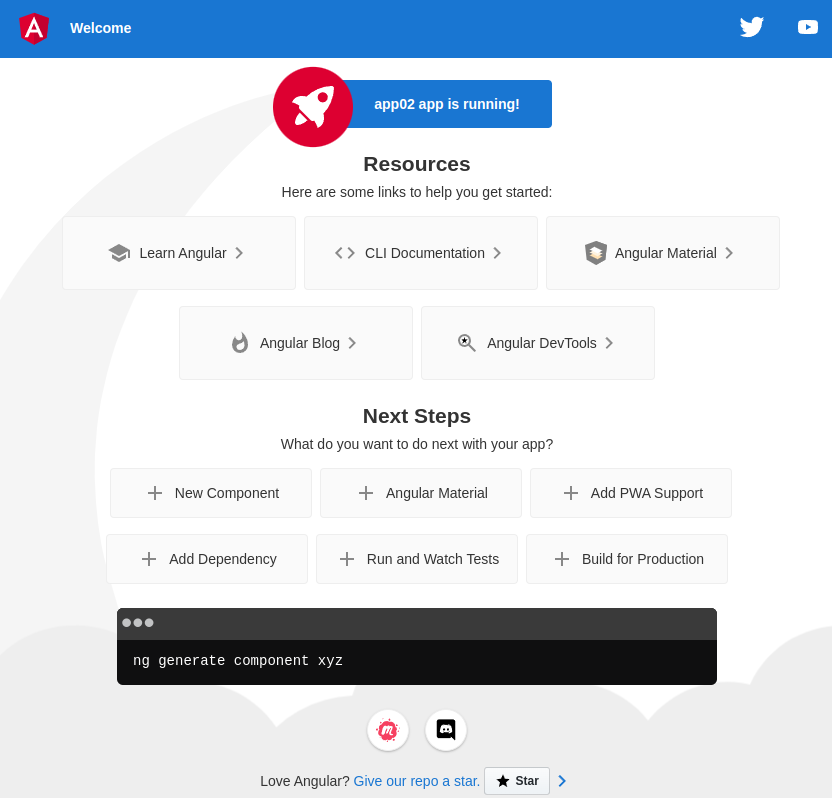 Welcome
app02 app is running!
Resources
Here are some links to help you get started:
Learn Angular
CLI Documentation
Angular Material
Angular Blog
Angular DevTools
Next Steps
What do you want to do next with your app?
New Component
Angular Material
Add PWA Support
Add Dependency
Run and Watch Tests
Build for Production
ng generate component xyz
Love Angular? Give our repo a star. Star